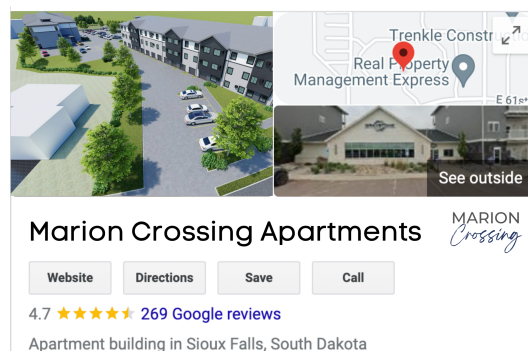 Trenkle Constru
Real Property
Management Express
E 61st
See outside
Marion Crossing Apartments
MARION
Crossing
Website
Directions
Save
Call
4.7
269 Google reviews
Apartment building in Sioux Falls, South Dakota